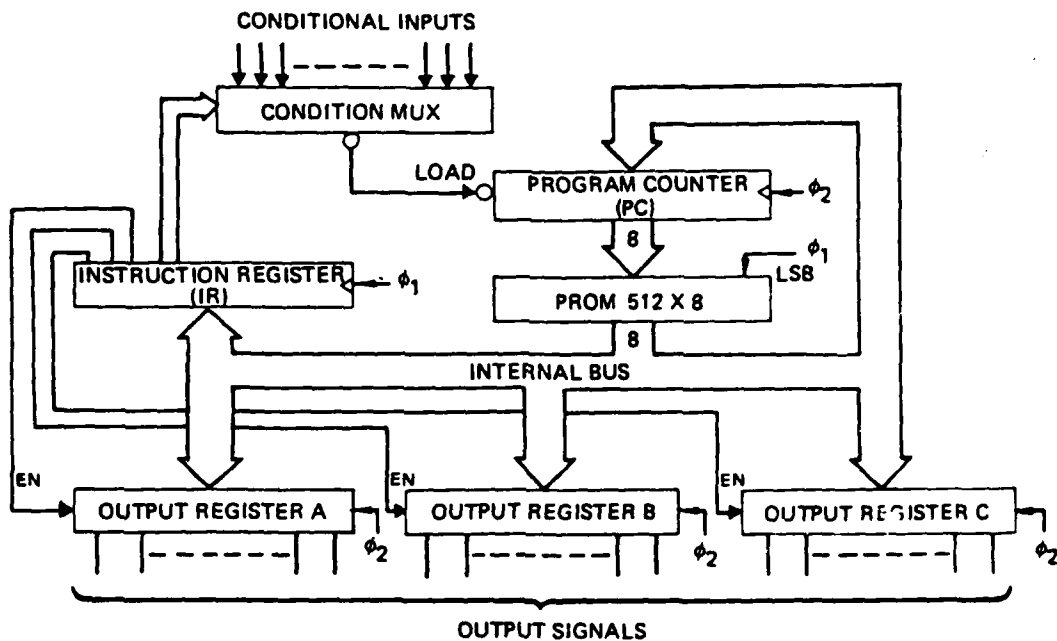 CONDITIONAL INPUTS
CONDITION MUX
LOAD
PROGRAM COUNTER
(PC)
ϕ2
8
ϕ1
LSB
INSTRUCTION REGISTER
(IR)
ϕ1
PROM 512 X 8
8
INTERNAL BUS
EN
EN
EN
OUTPUT REGISTER A
OUTPUT REGISTER B
OUTPUT REGISTER C
ϕ2
ϕ2
ϕ2
OUTPUT SIGNALS